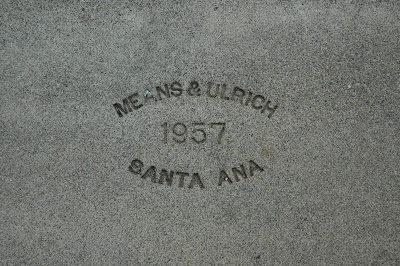 MEANS & ULRICH
1957
SANTA ANA